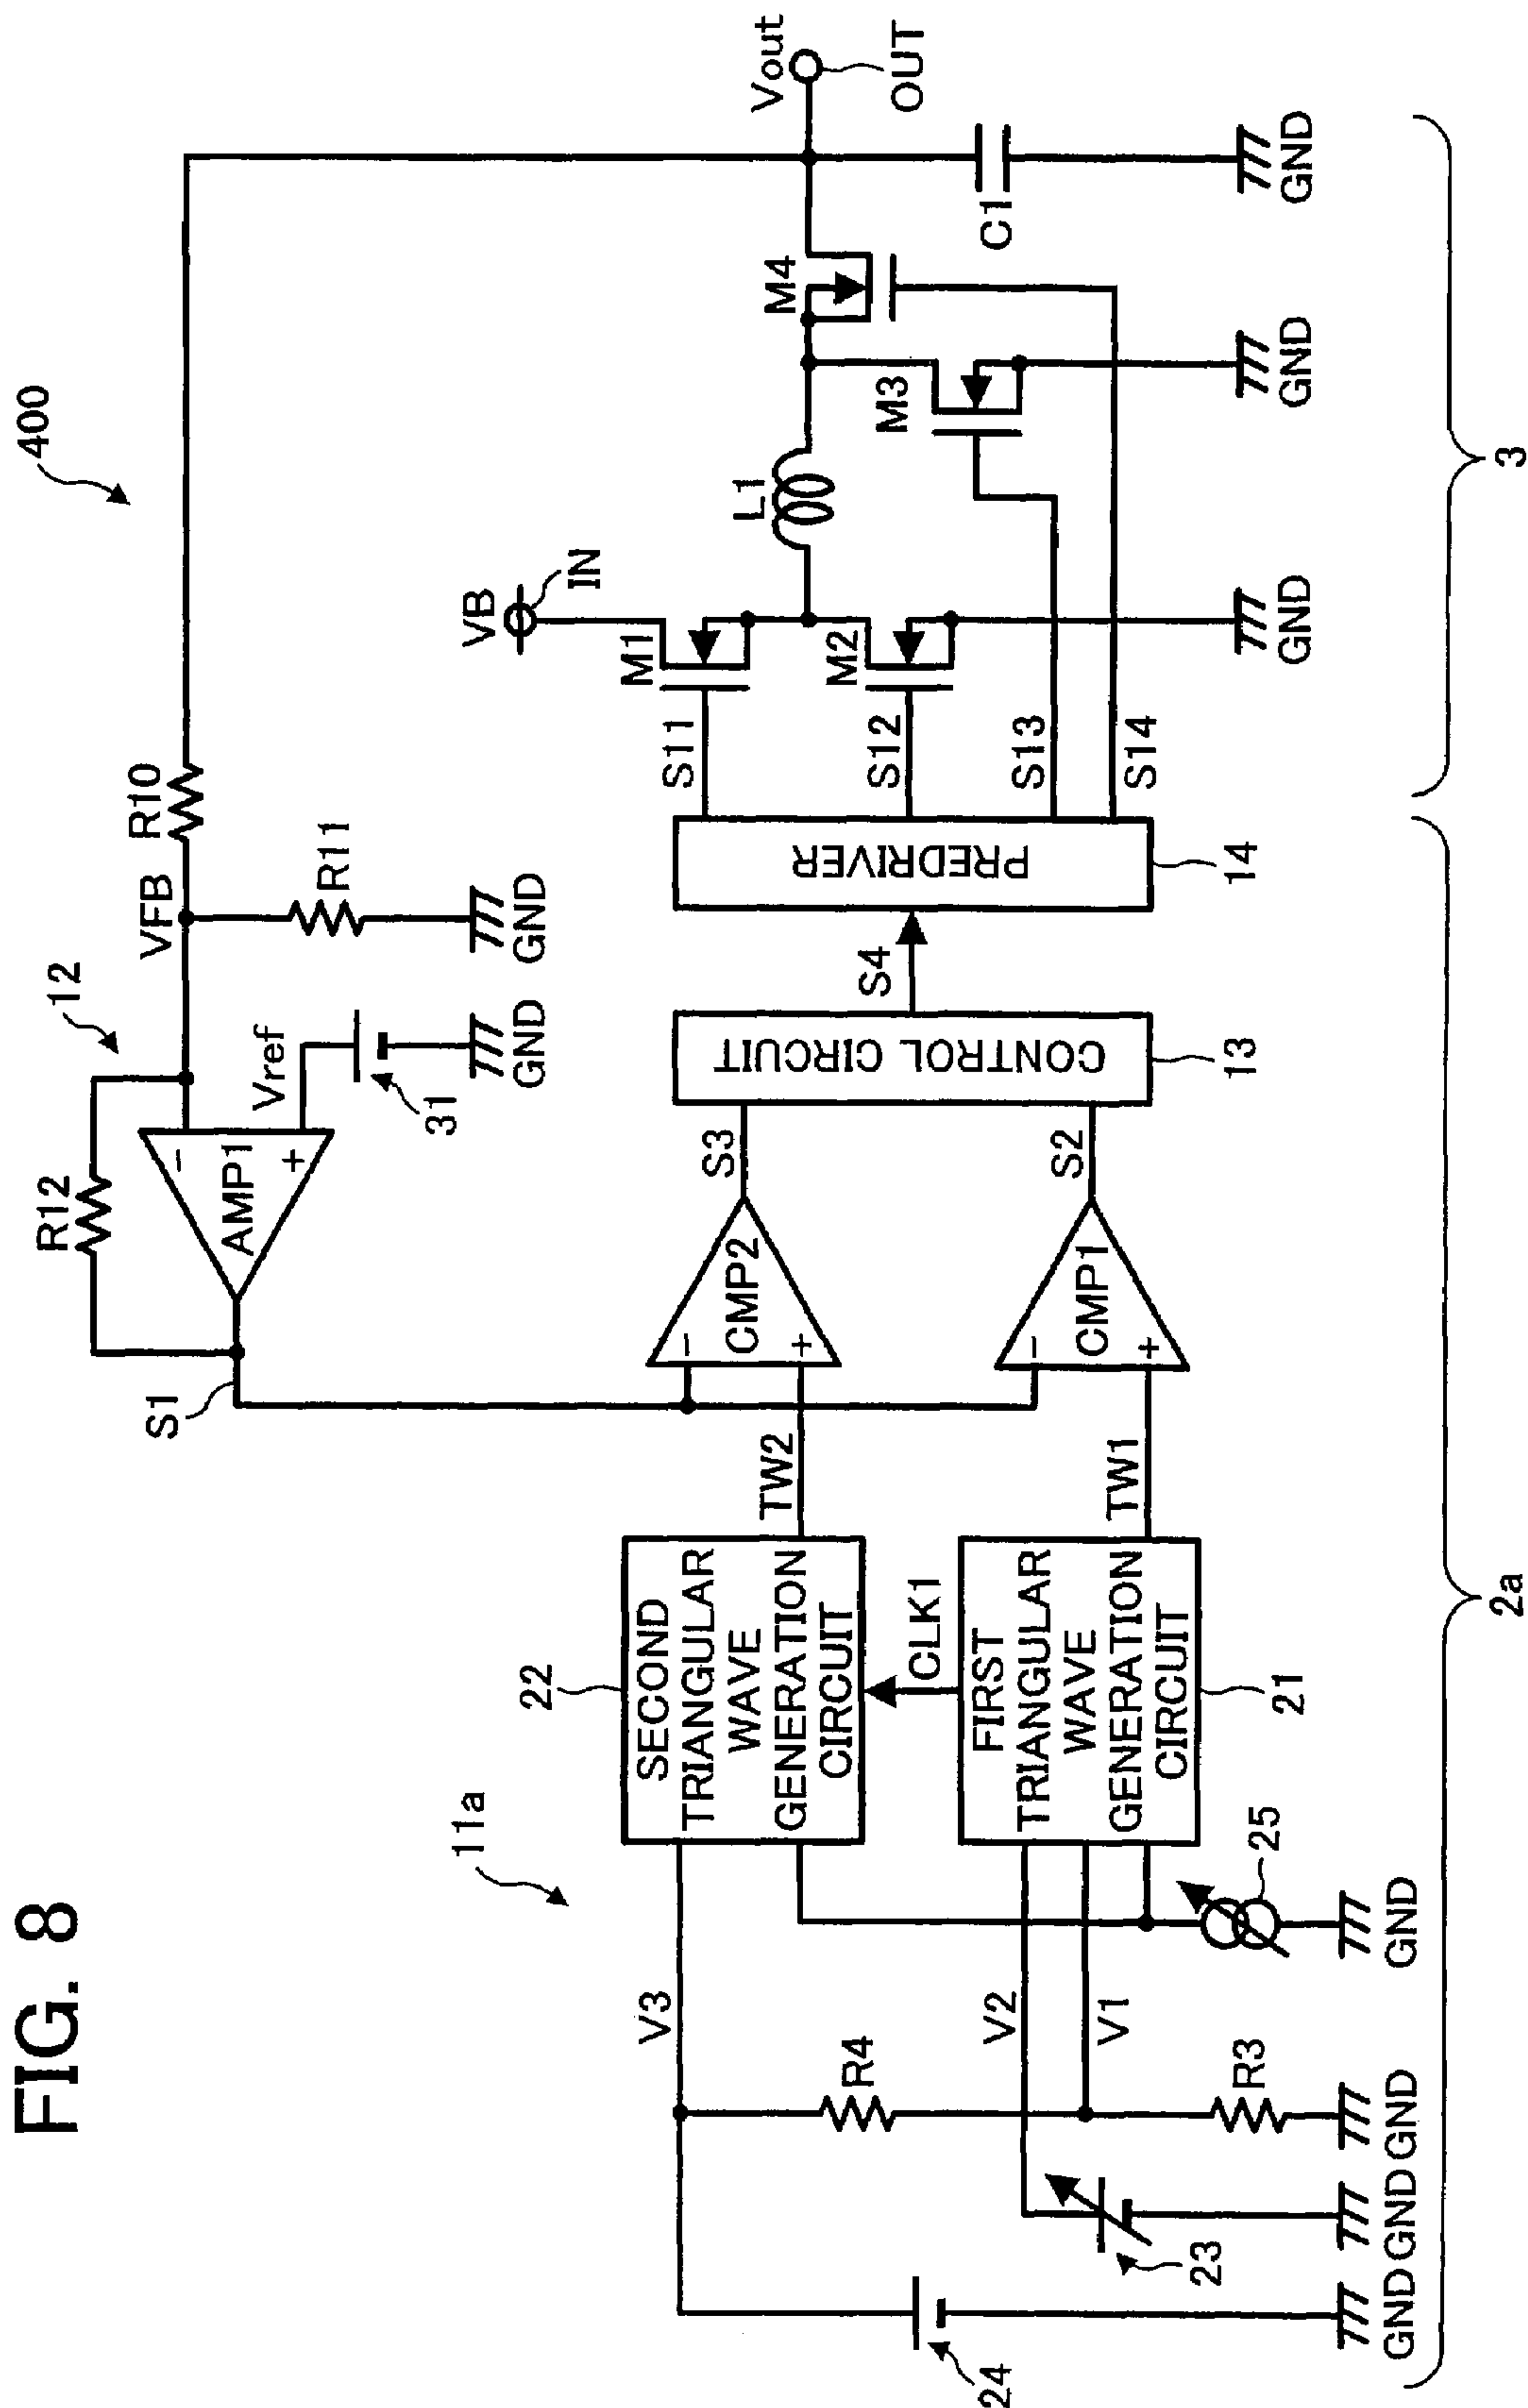 FIG. 8
400
12
R12
S1
AMP1
-
+
VFB
R10
R11
GND
Vref
31
GND
11a
22
SECOND
TRIANGULAR
WAVE
GENERATION
CIRCUIT
TW2
CLK1
FIRST
TRIANGULAR
WAVE
GENERATION
CIRCUIT
TW1
21
V3
V2
V1
R4
R3
24
GND
23
GND
GND
25
GND
CMP2
-
+
S3
CMP1
-
+
S2
CONTROL CIRCUIT
13
S4
PREDRIVER
14
S11
S12
S13
S14
VB
IN
M1
M2
GND
L1
M3
GND
M4
C1
GND
Vout
OUT
2a
3